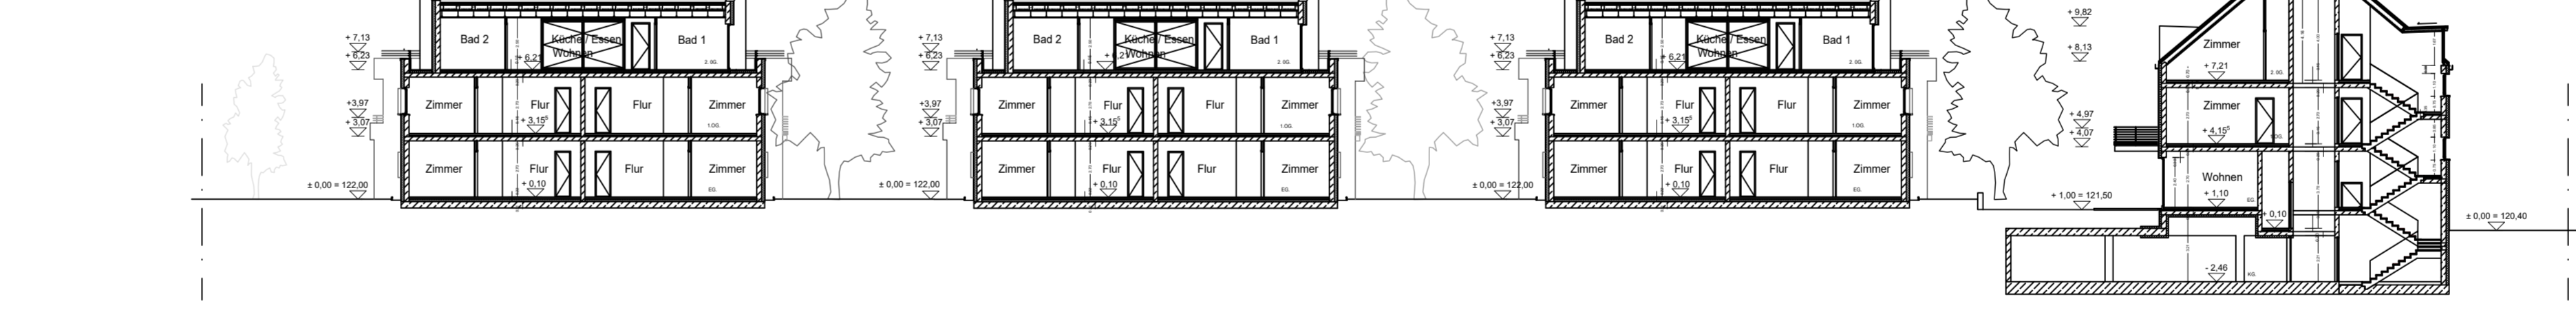 Bad 2
Küche / Essen
Wohnen
Bad 1
2. OG.
+ 7,13
+ 6,23
+ 6,21
Zimmer
Flur
Flur
Zimmer
+3,97
+ 3,07
+ 3,15⁵
1.OG.
Zimmer
Flur
Flur
Zimmer
± 0,00 = 122,00
+ 0,10
EG.
Bad 2
Küche / Essen
Wohnen
Bad 1
2. OG.
+ 7,13
+ 6,23
Zimmer
Flur
Flur
Zimmer
+3,97
+ 3,07
+ 3,15⁵
1.OG.
Zimmer
Flur
Flur
Zimmer
± 0,00 = 122,00
+ 0,10
EG.
Bad 2
Küche / Essen
Wohnen
Bad 1
2. OG.
+ 7,13
+ 6,23
+ 6,21
Zimmer
Flur
Flur
Zimmer
+3,97
+ 3,07
+ 3,15⁵
1.OG.
Zimmer
Flur
Flur
Zimmer
± 0,00 = 122,00
+ 0,10
EG.
+ 9,82
+ 8,13
Zimmer
+ 7,21
2. OG.
Zimmer
+ 4,97
+ 4,07
+ 4,15⁵
Wohnen
+ 1,00 = 121,50
+ 1,10
EG.
+ 0,10
± 0,00 = 120,40
- 2,46
KG.